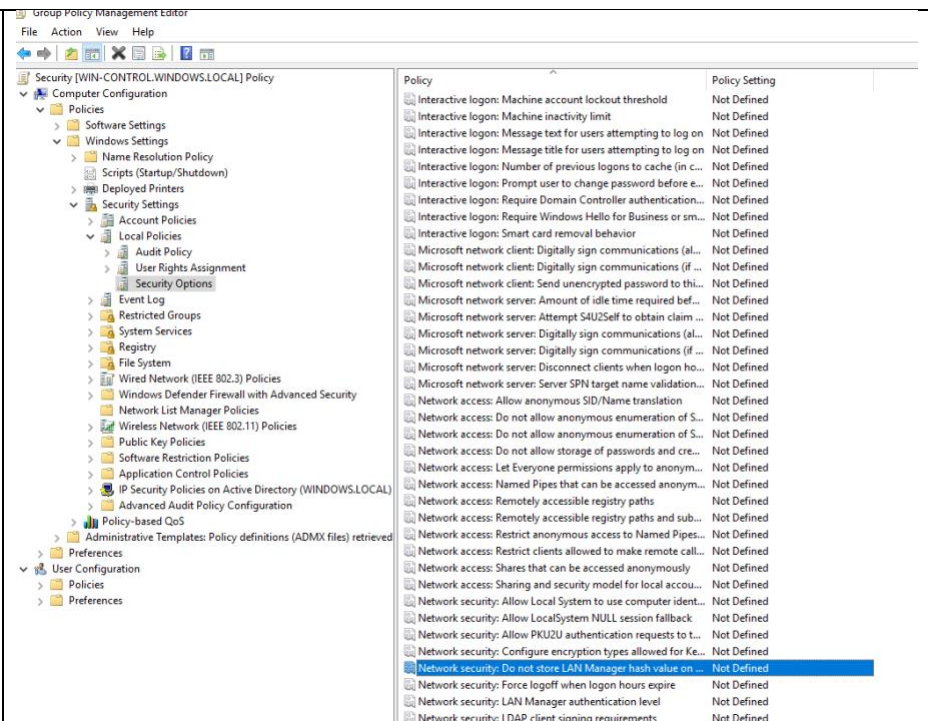 Group Policy Management Editor
File Action View Help
Security [WIN-CONTROL.WINDOWS.LOCAL] Policy
Computer Configuration
Policies
Software Settings
Windows Settings
Name Resolution Policy
Scripts (Startup/Shutdown)
Deployed Printers
Security Settings
Account Policies
Local Policies
Audit Policy
User Rights Assignment
Security Options
Event Log
Restricted Groups
System Services
Registry
File System
Wired Network (IEEE 802.3) Policies
Windows Defender Firewall with Advanced Security
Network List Manager Policies
Wireless Network (IEEE 802.11) Policies
Public Key Policies
Software Restriction Policies
Application Control Policies
IP Security Policies on Active Directory (WINDOWS.LOCAL)
Advanced Audit Policy Configuration
Policy-based QoS
Administrative Templates: Policy definitions (ADMX files) retrieved
Preferences
User Configuration
Policies
Preferences
Policy Policy Setting
Interactive logon: Machine account lockout threshold Not Defined
Interactive logon: Machine inactivity limit Not Defined
Interactive logon: Message text for users attempting to log on Not Defined
Interactive logon: Message title for users attempting to log on Not Defined
Interactive logon: Number of previous logons to cache (in c... Not Defined
Interactive logon: Prompt user to change password before e... Not Defined
Interactive logon: Require Domain Controller authentication... Not Defined
Interactive logon: Require Windows Hello for Business or sm... Not Defined
Interactive logon: Smart card removal behavior Not Defined
Microsoft network client: Digitally sign communications (al... Not Defined
Microsoft network client: Digitally sign communications (if ... Not Defined
Microsoft network client: Send unencrypted password to thi... Not Defined
Microsoft network server: Amount of idle time required bef... Not Defined
Microsoft network server: Attempt S4U2Self to obtain claim ... Not Defined
Microsoft network server: Digitally sign communications (al... Not Defined
Microsoft network server: Digitally sign communications (if ... Not Defined
Microsoft network server: Disconnect clients when logon ho... Not Defined
Microsoft network server: Server SPN target name validation... Not Defined
Network access: Allow anonymous SID/Name translation Not Defined
Network access: Do not allow anonymous enumeration of S... Not Defined
Network access: Do not allow anonymous enumeration of S... Not Defined
Network access: Do not allow storage of passwords and cre... Not Defined
Network access: Let Everyone permissions apply to anonym... Not Defined
Network access: Named Pipes that can be accessed anonym... Not Defined
Network access: Remotely accessible registry paths Not Defined
Network access: Remotely accessible registry paths and sub... Not Defined
Network access: Restrict anonymous access to Named Pipes... Not Defined
Network access: Restrict clients allowed to make remote call... Not Defined
Network access: Shares that can be accessed anonymously Not Defined
Network access: Sharing and security model for local accou... Not Defined
Network security: Allow Local System to use computer ident... Not Defined
Network security: Allow LocalSystem NULL session fallback Not Defined
Network security: Allow PKU2U authentication requests to t... Not Defined
Network security: Configure encryption types allowed for Ke... Not Defined
Network security: Do not store LAN Manager hash value on ... Not Defined
Network security: Force logoff when logon hours expire Not Defined
Network security: LAN Manager authentication level Not Defined
Network security: LDAP client signing requirements Not Defined